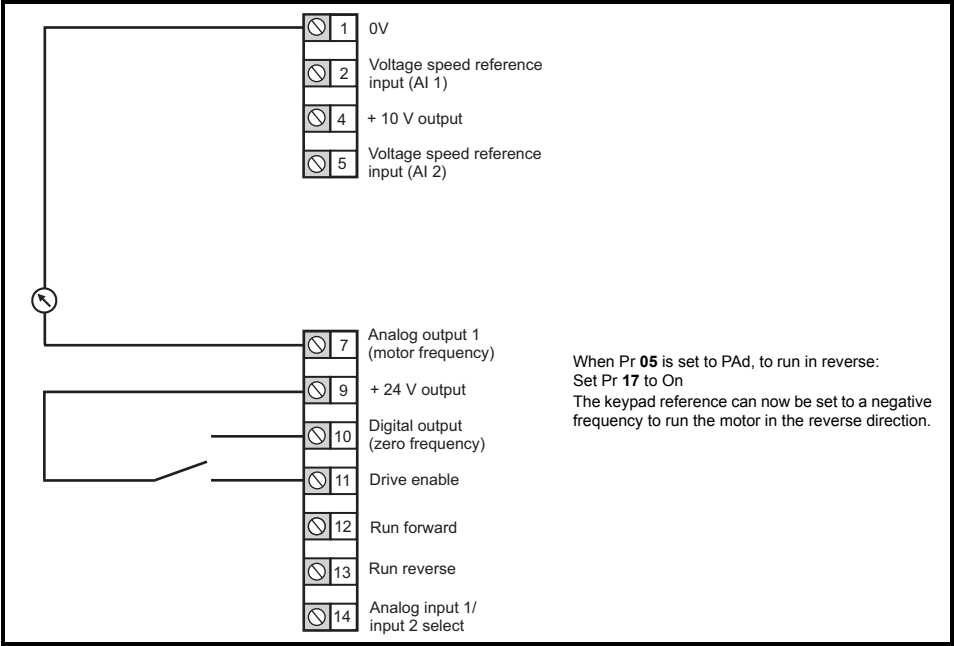 1 0V
2 Voltage speed reference
input (AI 1)
4 + 10 V output
5 Voltage speed reference
input (AI 2)
7 Analog output 1
(motor frequency)
9 + 24 V output
10 Digital output
(zero frequency)
11 Drive enable
12 Run forward
13 Run reverse
14 Analog input 1/
input 2 select
When Pr 05 is set to PAd, to run in reverse:
Set Pr 17 to On
The keypad reference can now be set to a negative
frequency to run the motor in the reverse direction.